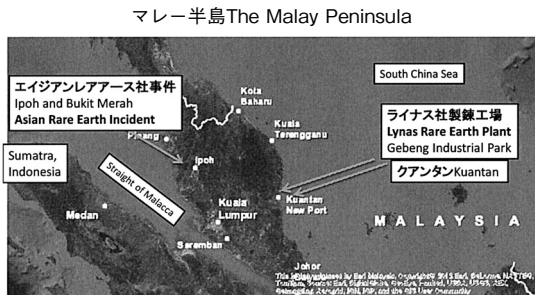 マレー半島The Malay Peninsula
エイジアンレアアース社事件
Ipoh and Bukit Merah
Asian Rare Earth Incident
South China Sea
Kota
Baharu
Kuala
Terengganu
ライナス社製錬工場
Lynas Rare Earth Plant
Gebeng Industrial Park
クアンタンKuantan
Pinang
Ipoh
Sumatra,
Indonesia
Straight of Malacca
Medan
Kuala
Lumpur
Seremban
Kuantan
New Port
MALAYSIA
Johor